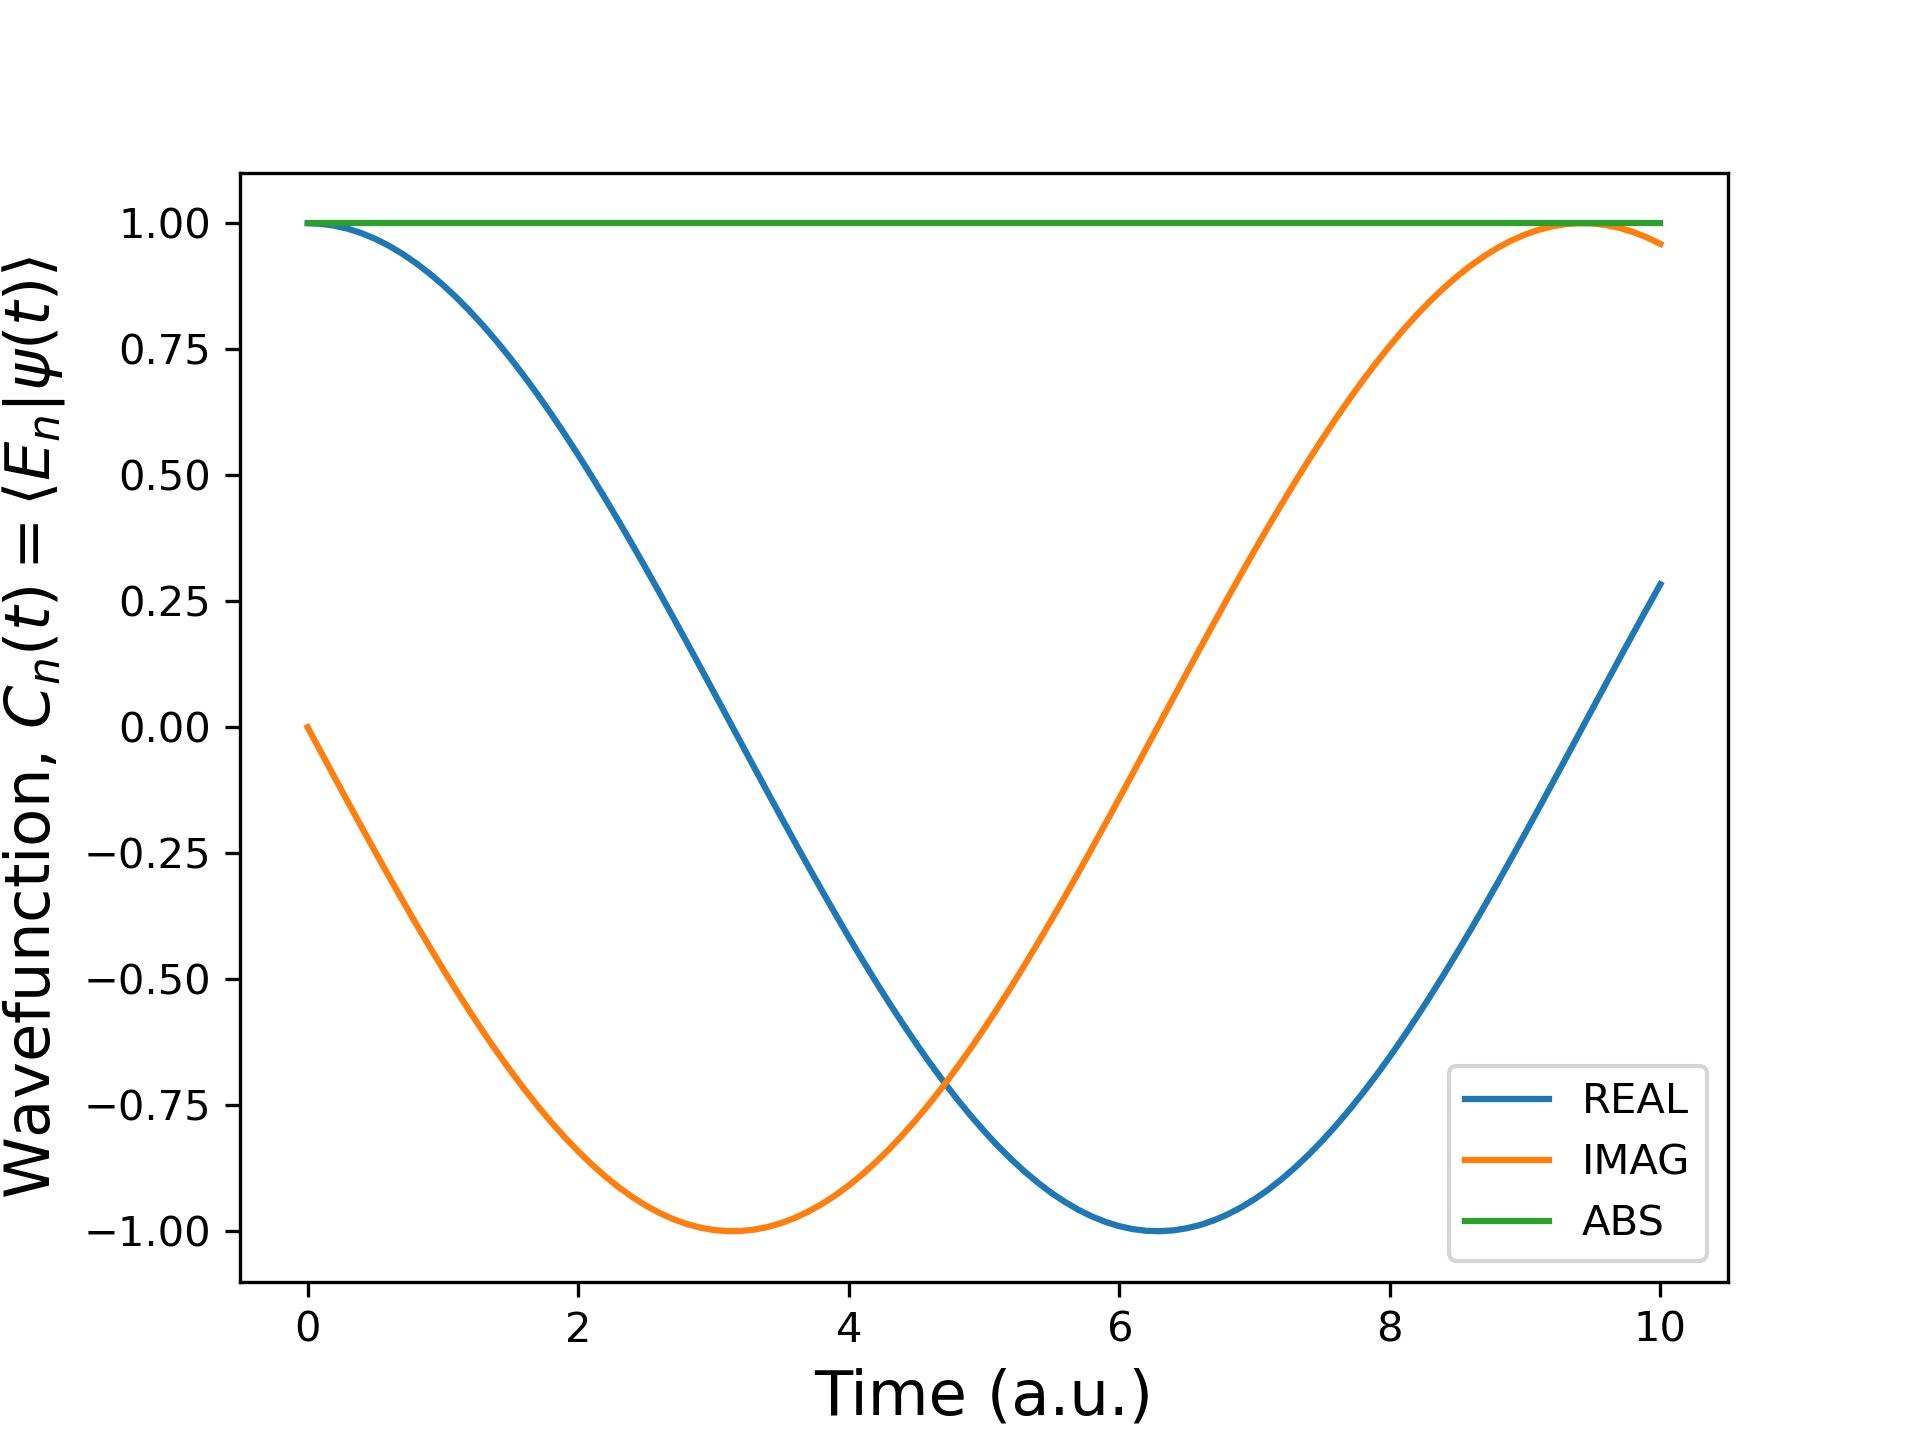 Wavefunction, Cₙ(t) = ⟨Eₙ|ψ(t)⟩
1.00
0.75
0.50
0.25
0.00
−0.25
−0.50
−0.75
−1.00
REAL
IMAG
ABS
0 2 4 6 8 10
Time (a.u.)